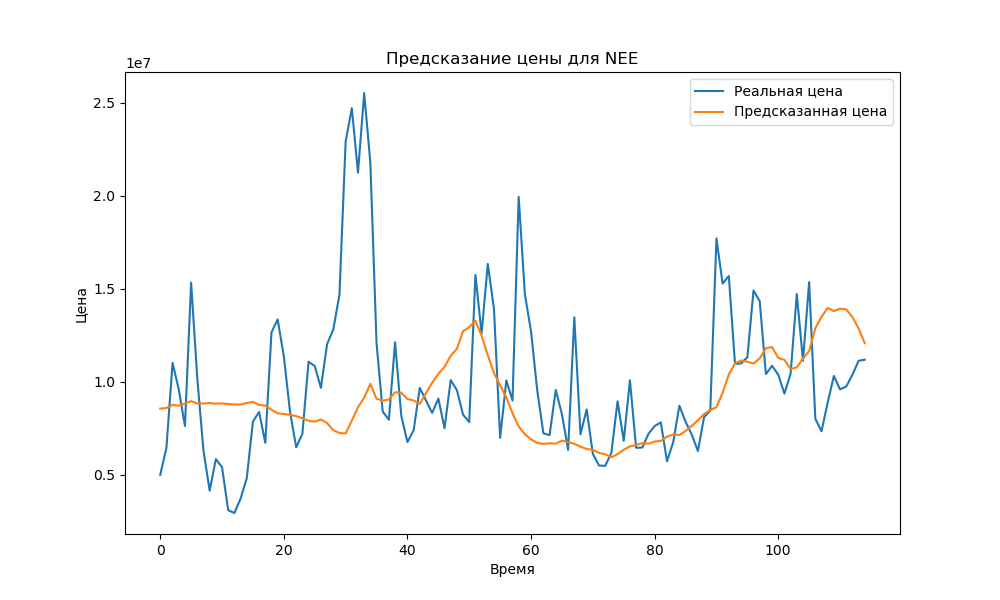 Предсказание цены для NEE
1e7
Реальная цена
Предсказанная цена
2.5
2.0
1.5
1.0
0.5
Цена
0 20 40 60 80 100
Время